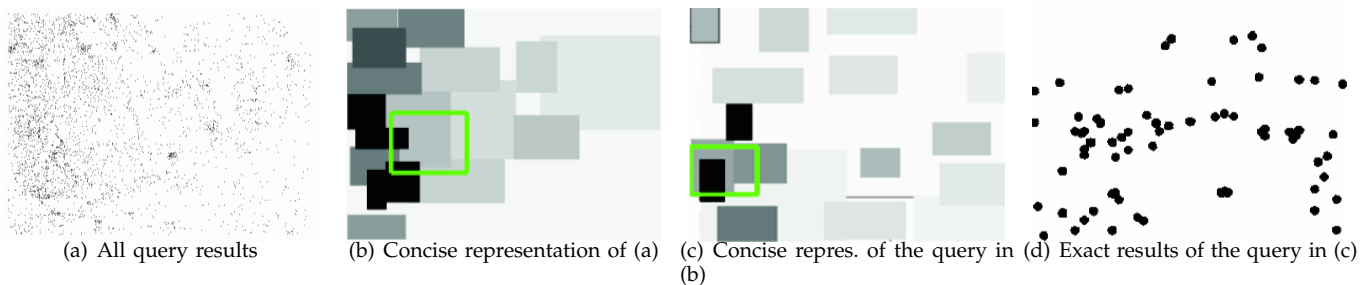 (a) All query results
(b) Concise representation of (a)
(c) Concise repres. of the query in
(b)
(d) Exact results of the query in (c)